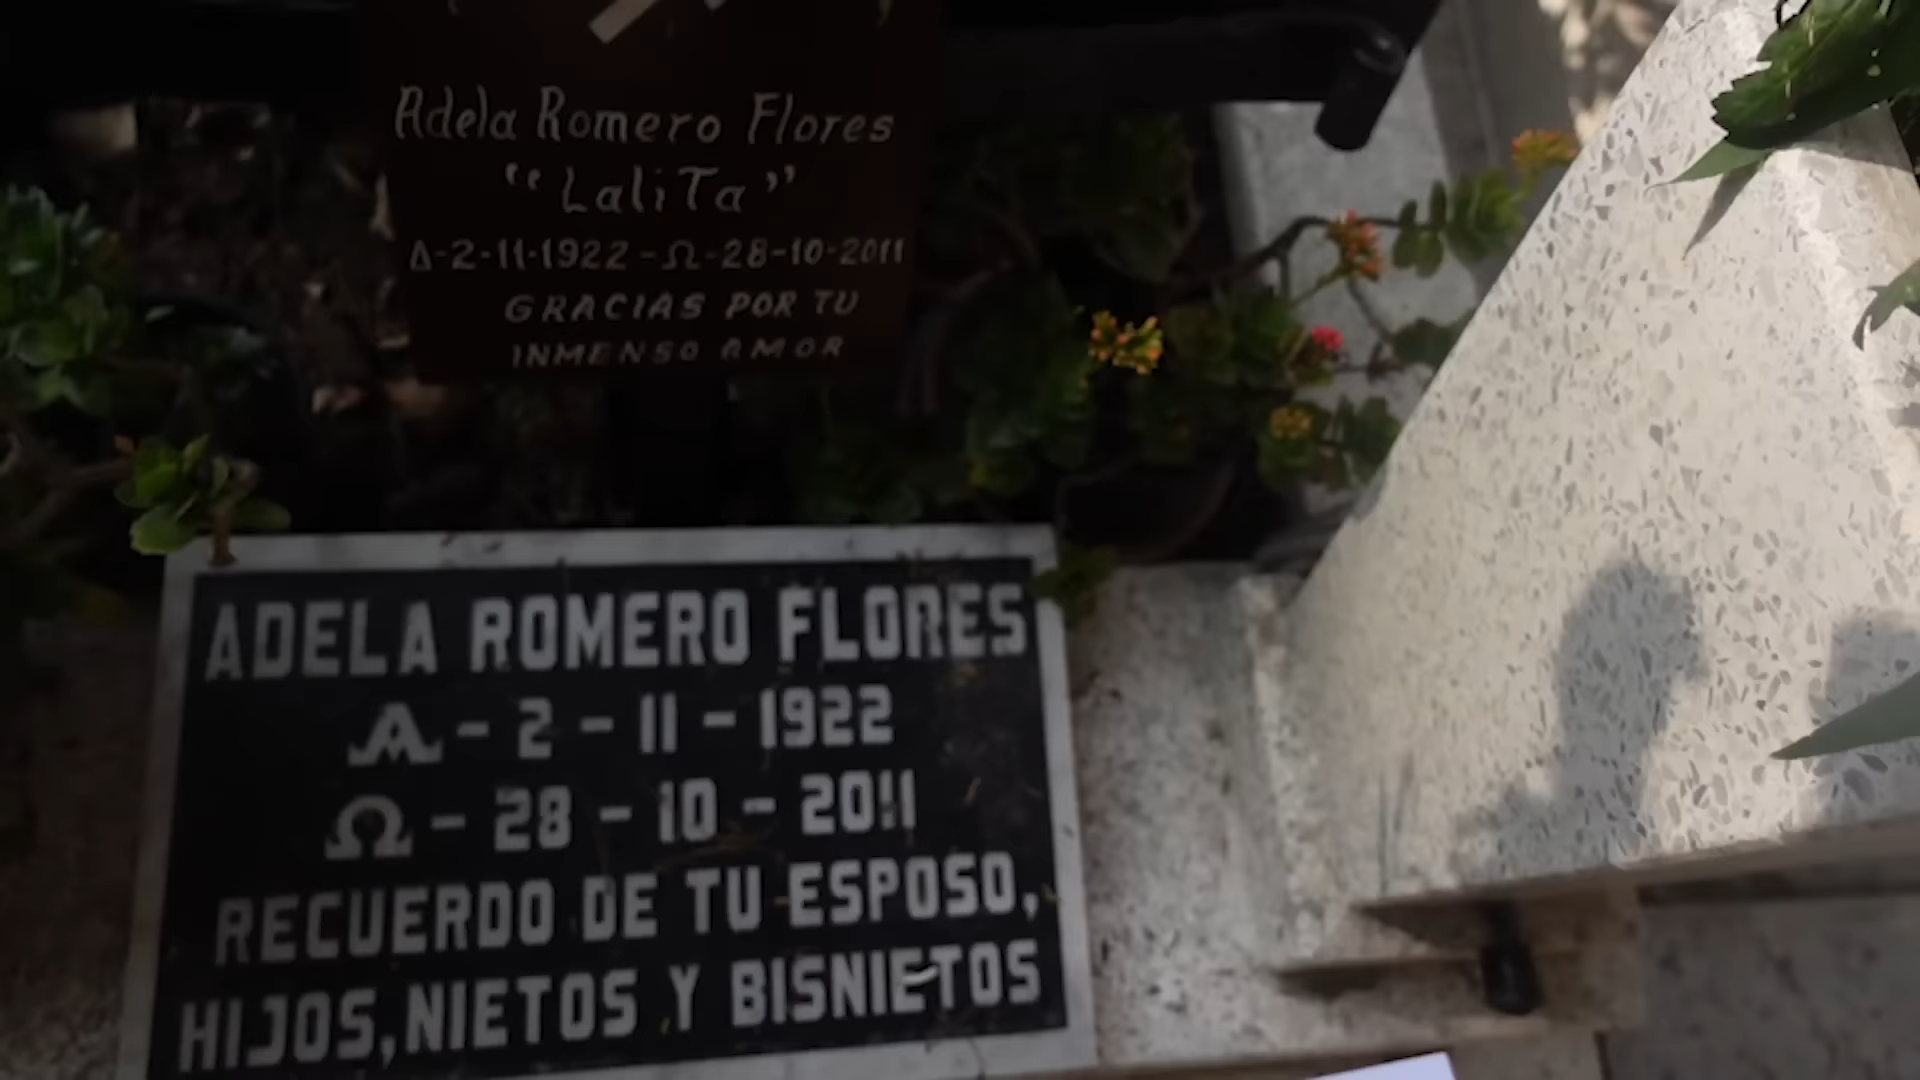 Adela Romero Flores
“LaliTa”
Δ-2-11-1922-Ω-28-10-2011
GRACIAS POR TU
INMENSO AMOR
ADELA ROMERO FLORES
A - 2 - 11 - 1922
Ω - 28 - 10 - 2011
RECUERDO DE TU ESPOSO,
HIJOS, NIETOS Y BISNIETOS